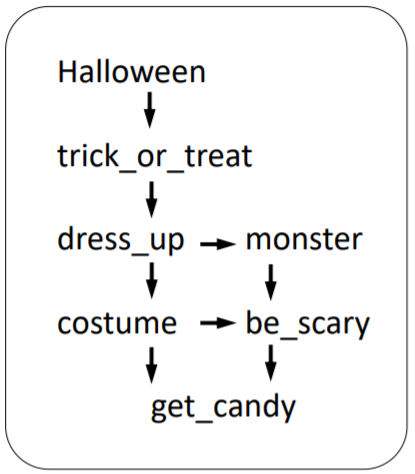 Halloween
trick_or_treat
dress_up monster
costume be_scary
get_candy